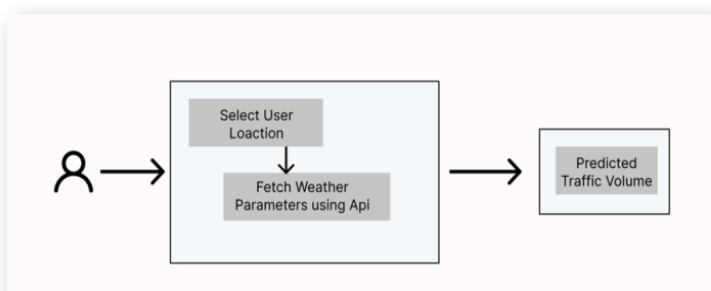 Select User
Loaction
Fetch Weather
Parameters using Api
Predicted
Traffic Volume